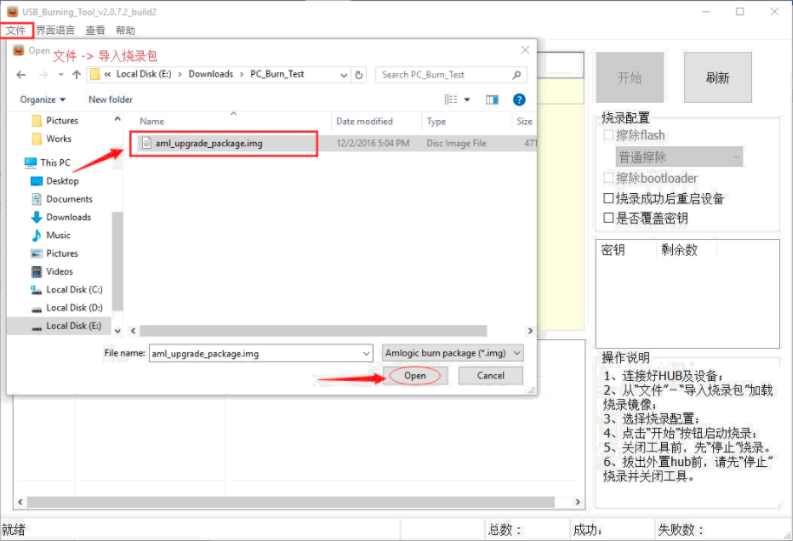 USB_Burning_Tool_v2.0.7.2_build2
文件 界面语言 查看 帮助
Open 文件 -> 导入烧录包
« Local Disk (E:) > Downloads > PC_Burn_Test
Search PC_Burn_Test
Organize New folder
Pictures
Works
This PC
Desktop
Documents
Downloads
Music
Pictures
Videos
Local Disk (C:)
Local Disk (D:)
Local Disk (E:)
Name Date modified Type Size
aml_upgrade_package.img 12/2/2016 5:04 PM Disc Image File 471
File name: aml_upgrade_package.img Amlogic burn package (*.img)
Open Cancel
开始 刷新
烧录配置
擦除flash
普通擦除
擦除bootloader
烧录成功后重启设备
是否覆盖密钥
密钥 剩余数
操作说明
1、连接好HUB及设备;
2、从“文件”-“导入烧录包”加载
烧录镜像;
3、选择烧录配置;
4、点击“开始”按钮启动烧录;
5、关闭工具前，先“停止”烧录。
6、拔出外置hub前，请先“停止”
烧录并关闭工具。
就绪 总数： 成功: 失败数：